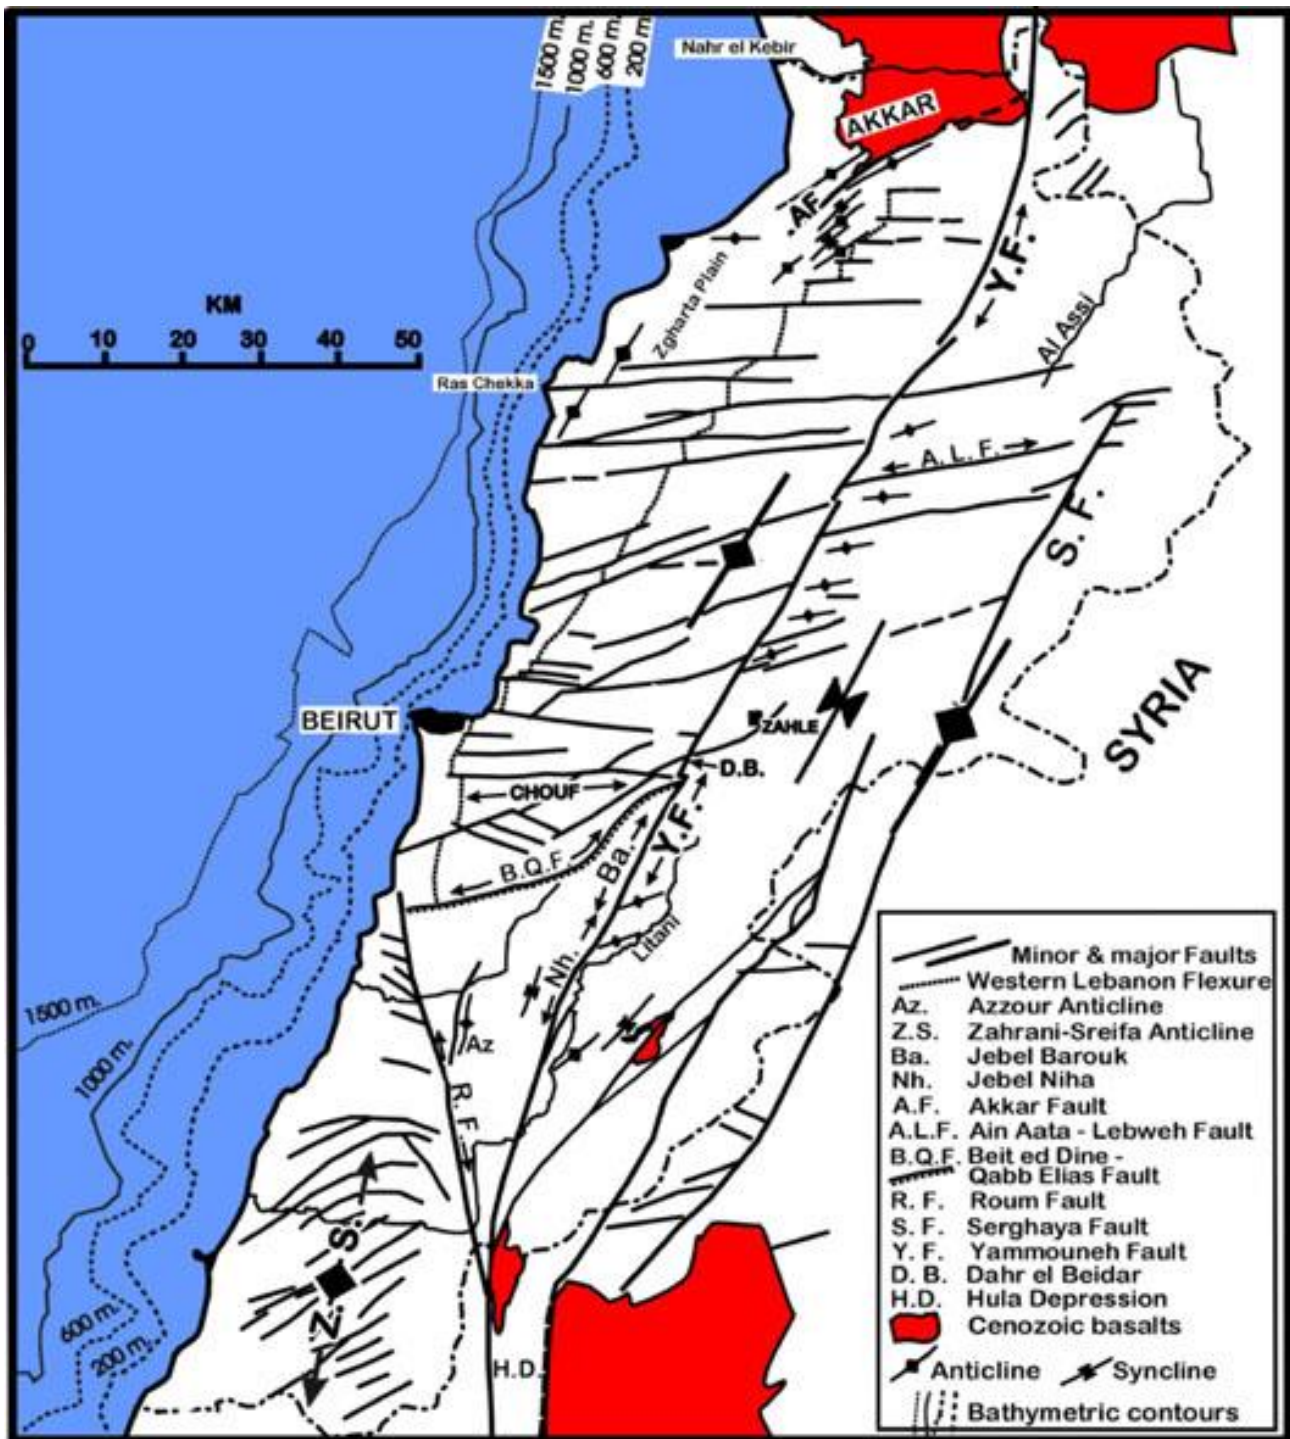 1500 m.
1000 m.
600 m.
200 m
Nahr el Kebir
AKKAR
AF
Y.F.
Zgharta Plain
Al Assi
KM
0 10 20 30 40 50
Ras Chekka
A. L. F.
S. F.
BEIRUT
ZAHLE
SYRIA
D.B.
CHOUF
Y.F.
B.Q.F.
Ba.
Litani
Nh.
Az
R. F.
1500 m.
1000 m.
Z. S.
600 m.
200 m.
H.D.
Minor & major Faults
Western Lebanon Flexure
Az. Azzour Anticline
Z.S. Zahrani-Sreifa Anticline
Ba. Jebel Barouk
Nh. Jebel Niha
A.F. Akkar Fault
A.L.F. Ain Aata - Lebweh Fault
B.Q.F. Beit ed Dine -
Qabb Elias Fault
R. F. Roum Fault
S. F Serghaya Fault
Y. F. Yammouneh Fault
D. B. Dahr el Beidar
H.D. Hula Depression
Cenozoic basalts
Anticline Syncline
Bathymetric contours